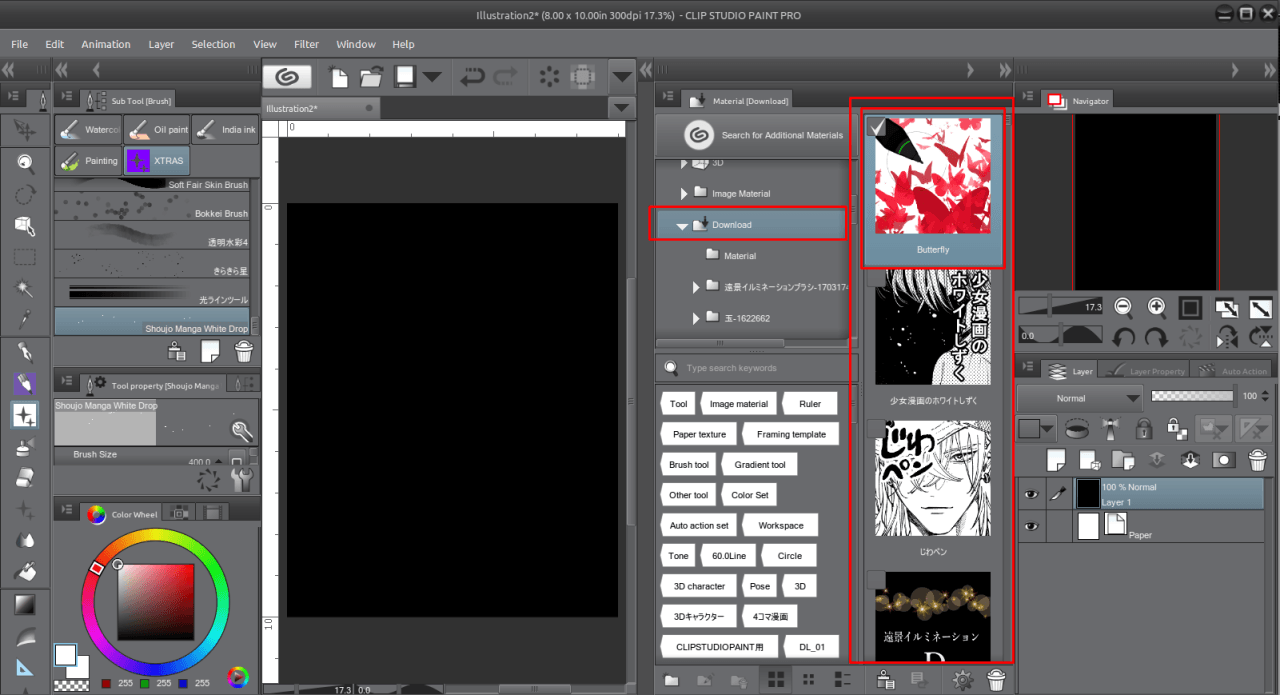 Illustration2* (8.00 x 10.00in 300dpi 17.3%)  - CLIP STUDIO PAINT PRO
File Edit Animation Layer Selection View Filter Window Help
Sub Tool [Brush]
Waterco Oil paint India ink
Painting XTRAS
Soft Fair Skin Brush
Bokkei Brush
透明水彩4
きらきら星
光ラインツール
Shoujo Manga White Drop
Tool property [Shoujo Manga
Shoujo Manga White Drop
Brush Size
400.0
Color Wheel
255 255 255
Illustration2*
0
0
10
17.3 0.0
Material [Download]
Search for Additional Materials
3D
Image Material
Download
Material
遠景イルミネーションブラシ-1703174
玉-1622662
Type search keywords
Tool Image material Ruler
Paper texture Framing template
Brush tool Gradient tool
Other tool Color Set
Auto action set Workspace
Tone 60.0Line Circle
3D character Pose 3D
3Dキャラクター 4コマ漫画
CLIPSTUDIOPAINT用 DL_01
Butterfly
少女漫画の
ホワイトしずく
少女漫画のホワイトしずく
じわ
ペン
じわペン
遠景イルミネーション
Navigator
17.3
0.0
Layer Layer Property Auto Action
Normal 100
100 % Normal
Layer 1
Paper